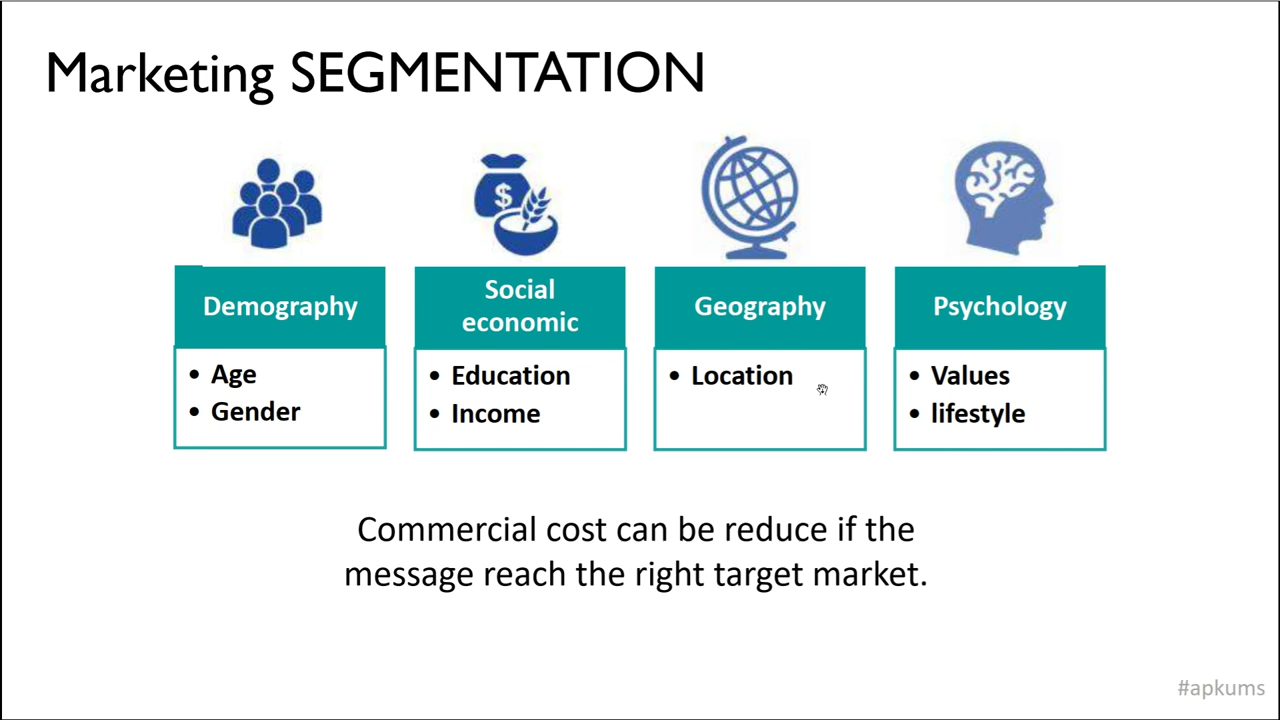 Marketing SEGMENTATION
$
Demography
Social
economic
Geography
Psychology
• Age
• Gender
• Education
• Income
• Location
• Values
• lifestyle
Commercial cost can be reduce if the
message reach the right target market.
#apkums